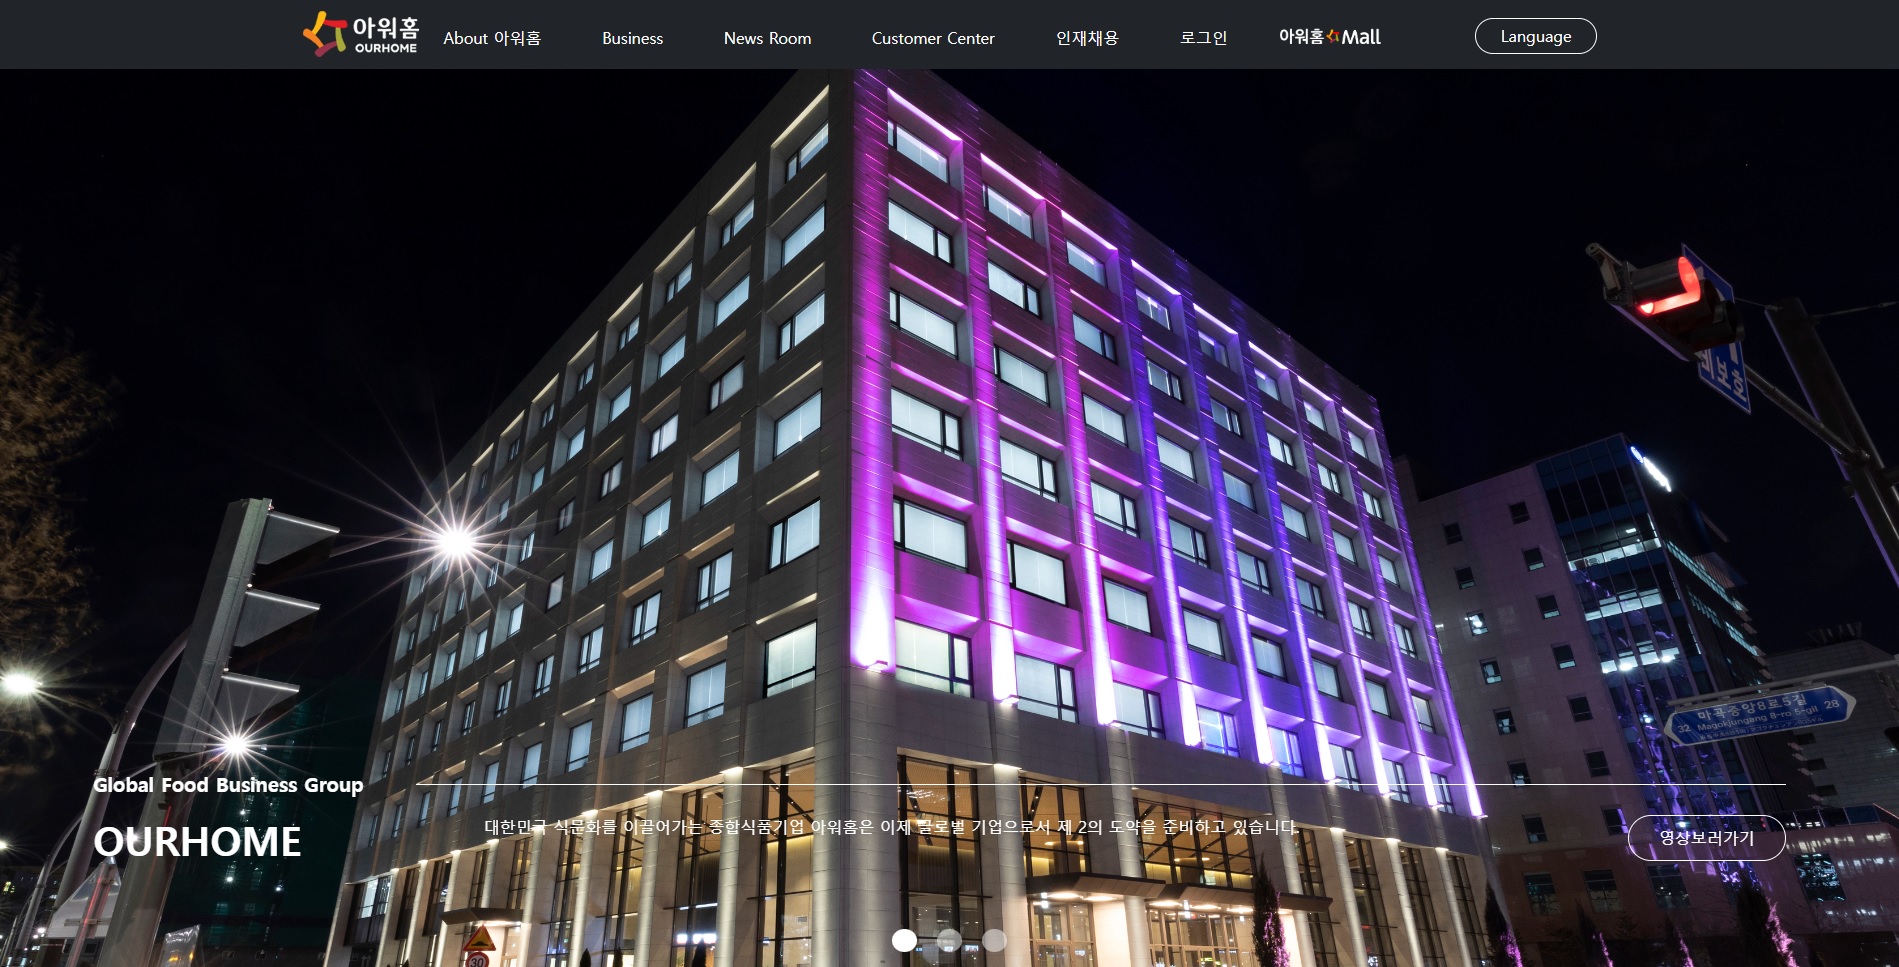 아워홈
OURHOME
About 아워홈
Business
News Room
Customer Center
인재채용
로그인
아워홈 Mall
Language
마곡중앙8로5길
32 Magokjungang 8-ro 5-gil 28
Global Food Business Group
OURHOME
대한민국 식문화를 이끌어가는 종합식품기업 아워홈은 이제 글로벌 기업으로서 제 2의 도약을 준비하고 있습니다.
영상보러가기
30